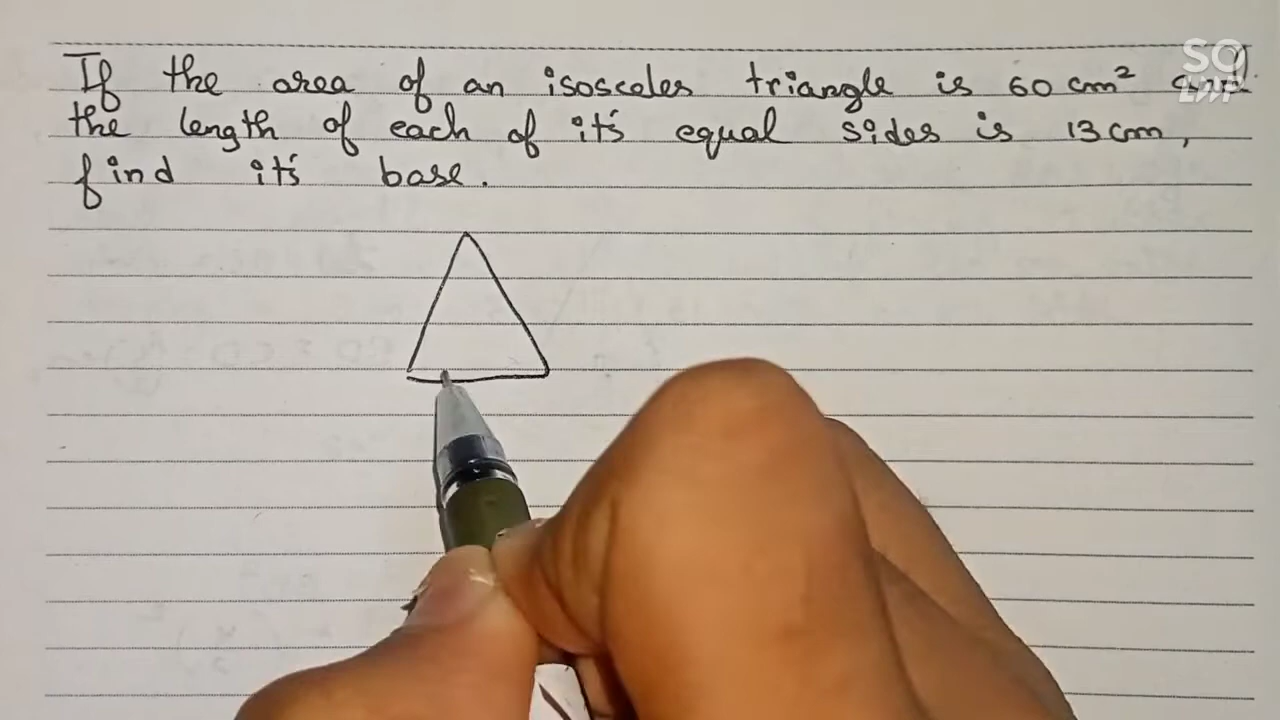 If the area of an isosceles triangle is 60 cm² and
the length of each of it's equal sides is 13 cm,
find it's base.